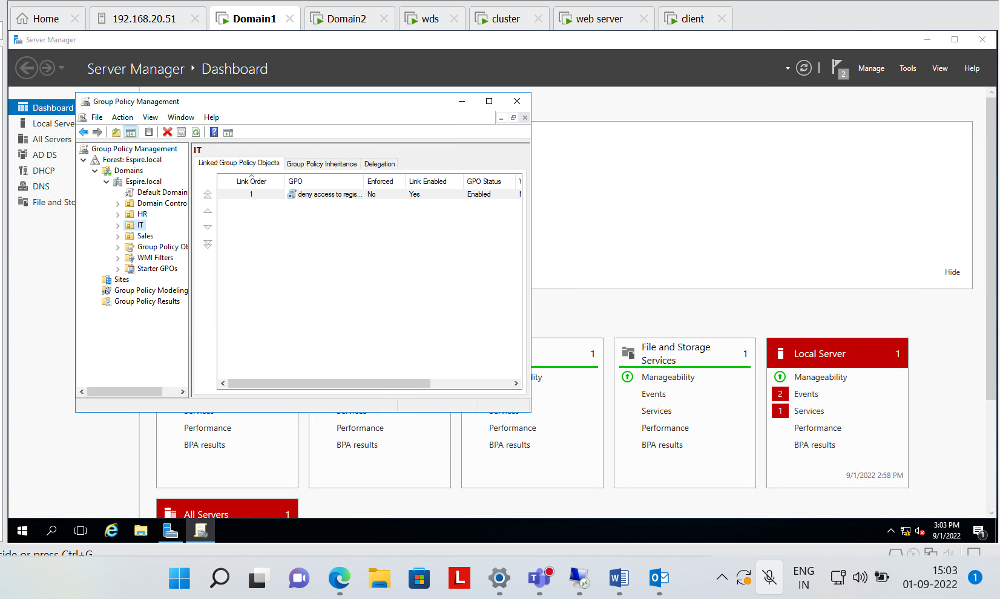 Home
192.168.20.51
Domain1
Domain2
wds
cluster
web server
client
Server Manager
Server Manager
Dashboard
2
Manage
Tools
View
Help
Dashboard
Local Serve
All Servers
AD DS
DHCP
DNS
File and Sto
Group Policy Management
File
Action
View
Window
Help
Group Policy Management
Forest: Espire.local
Domains
Espire.local
Default Domain
Domain Contro
HR
IT
Sales
Group Policy Ob
WMI Filters
Starter GPOs
Sites
Group Policy Modeling
Group Policy Results
IT
Linked Group Policy Objects
Group Policy Inheritance
Delegation
Link Order
GPO
Enforced
Link Enabled
GPO Status
1
deny access to regis...
No
Yes
Enabled
Hide
1
lity
Services
Performance
BPA results
Services
Performance
BPA results
Services
Performance
BPA results
File and Storage
Services
1
Manageability
Events
Services
Performance
BPA results
Local Server
1
Manageability
2
Events
1
Services
Performance
BPA results
9/1/2022 2:58 PM
All Servers
1
3:03 PM
9/1/2022
1
side or press Ctrl+G
L
ENG
IN
15:03
01-09-2022
1